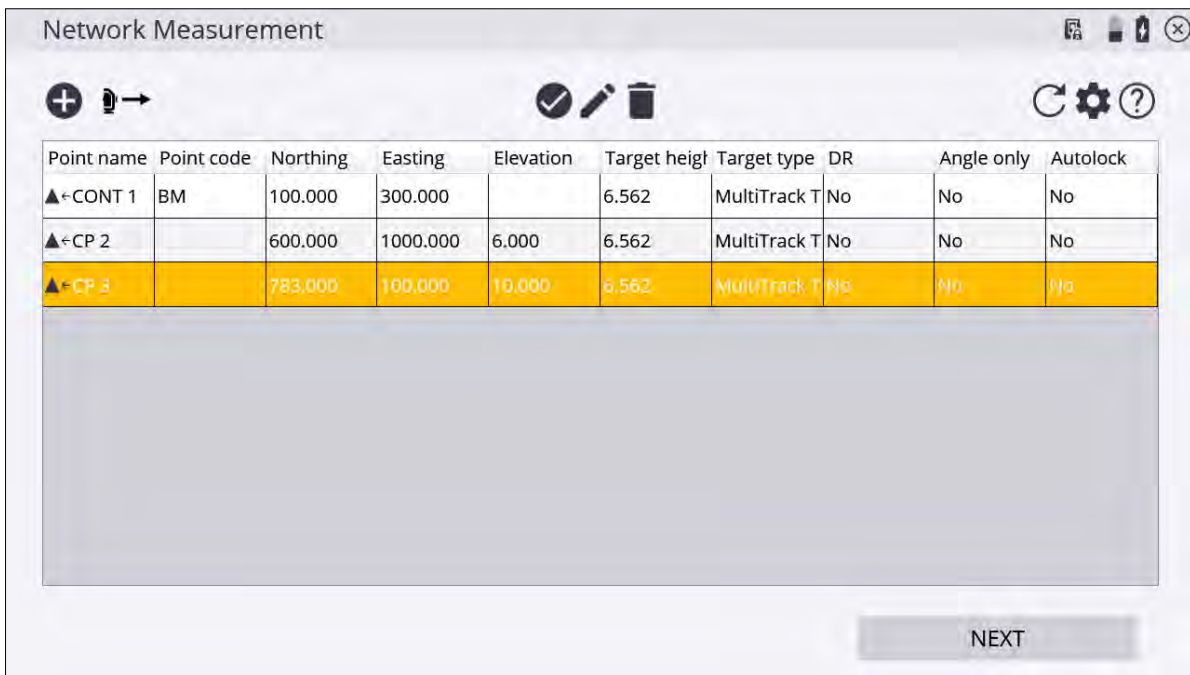 Network Measurement
Point name Point code Northing Easting Elevation Target heigh Target type DR Angle only Autolock
CONT 1 BM 100.000 300.000 6.562 MultiTrack T No No No
CP 2 600.000 1000.000 6.000 6.562 MultiTrack T No No No
CP 3 783.000 100.000 10.000 6.562 MultiTrack T No No No
NEXT